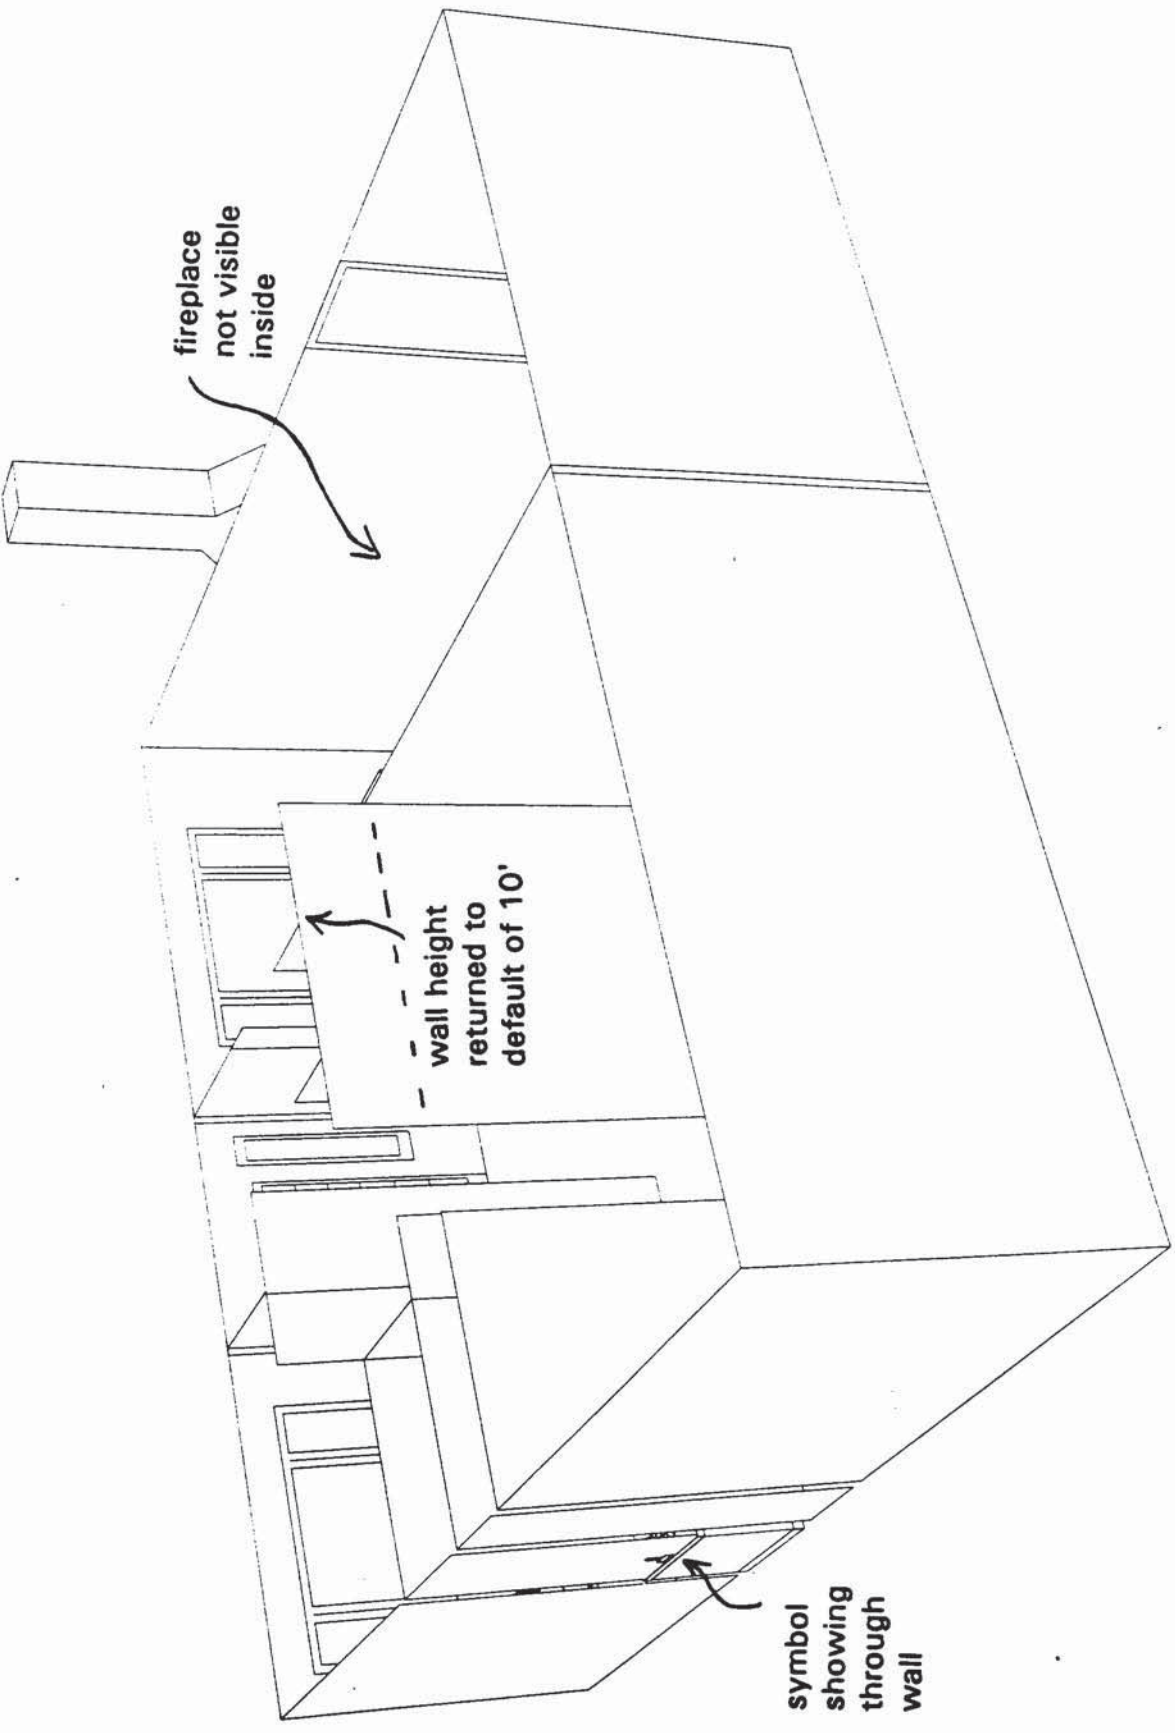 fireplace
not visible
inside
wall height
returned to
default of 10'
symbol
showing
through
wall